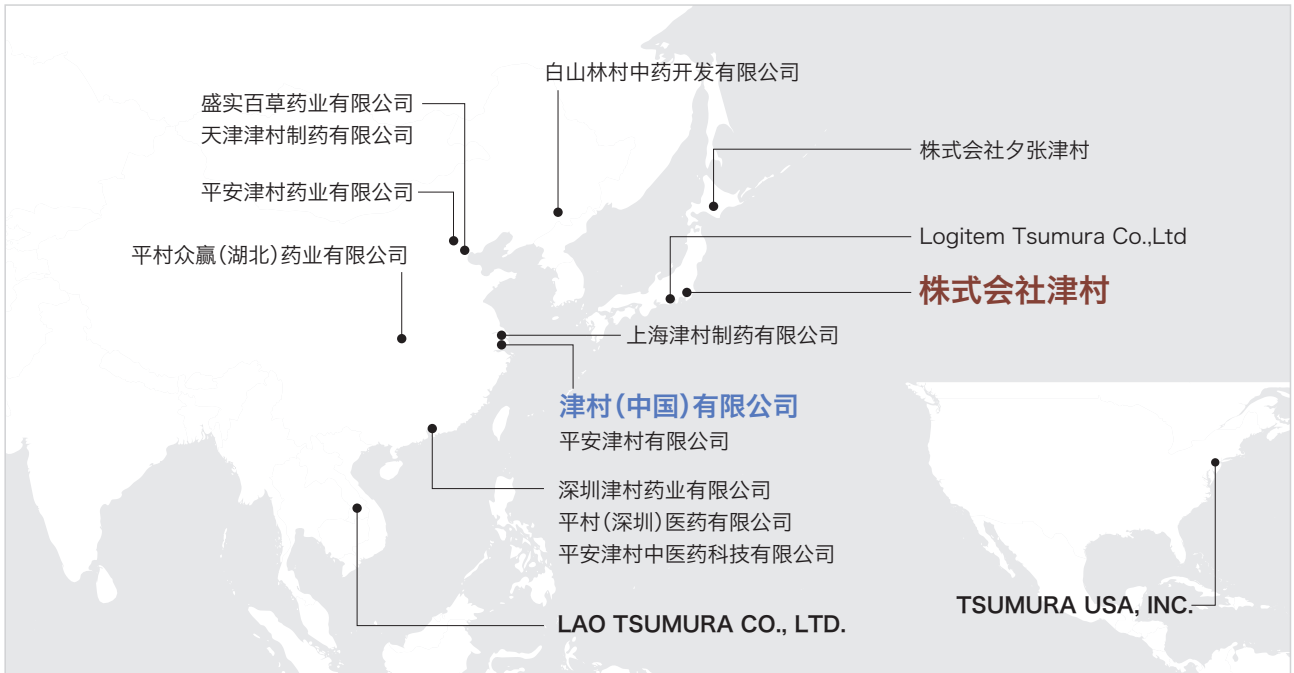 白山林村中药开发有限公司
盛实百草药业有限公司
天津津村制药有限公司
株式会社夕张津村
平安津村药业有限公司
Logitem Tsumura Co.,Ltd
平村众赢(湖北)药业有限公司
株式会社津村
上海津村制药有限公司
津村(中国)有限公司
平安津村有限公司
深圳津村药业有限公司
平村(深圳)医药有限公司
平安津村中医药科技有限公司
TSUMURA USA, INC.
LAO TSUMURA CO., LTD.